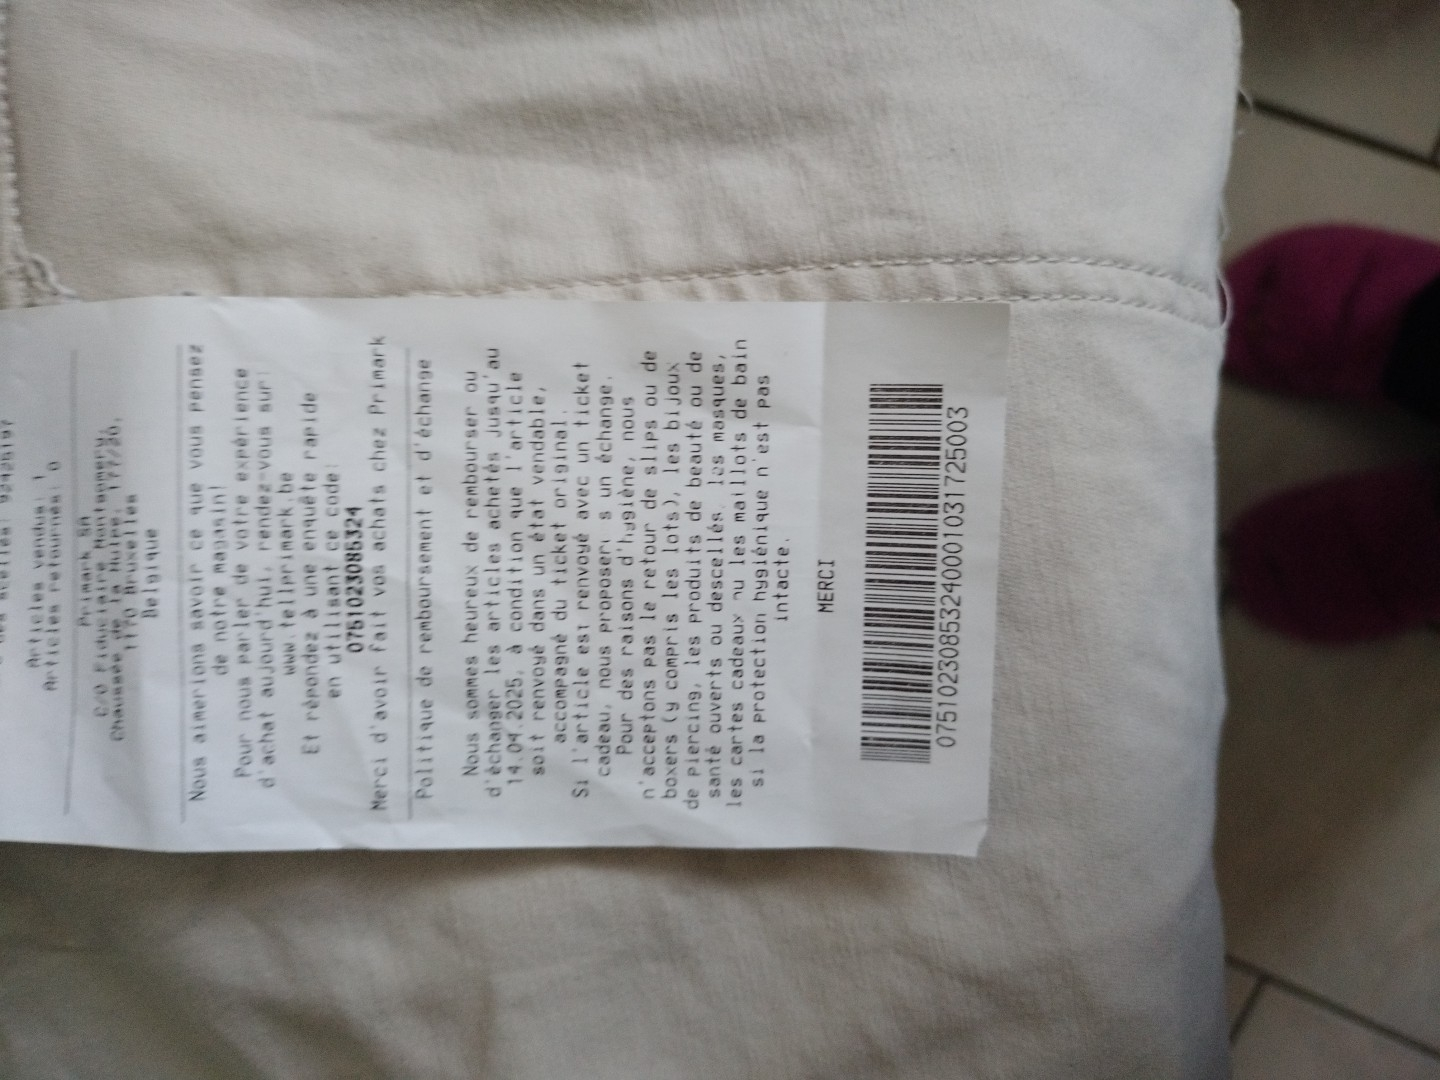 Articles vendus: 1
Articles retournés: 0
Primark SA
C/O Fiduciaire Montgomery,
Chaussée de la Hulpe, 177/20,
1170 Bruxelles
Belgique
Nous aimerions savoir ce que vous pensez
de notre magasin!
Pour nous parler de votre expérience
d'achat aujourd'hui, rendez-vous sur:
www.tellprimark.be
Et répondez à une enquête rapide
en utilisant ce code:
0751023085324
Merci d'avoir fait vos achats chez Primark
Politique de remboursement et d'échange
Nous sommes heureux de rembourser ou
d'échanger les articles achetés jusqu'au
14.04.2025, à condition que l'article
soit renvoyé dans un état vendable,
accompagné du ticket original.
Si l'article est renvoyé avec un ticket
cadeau, nous proposer s un échange.
Pour des raisons d'hygiène, nous
n'acceptons pas le retour de slips ou de
boxers (y compris les lots), les bijoux
de piercing, les produits de beauté ou de
santé ouverts ou descellés, les masques,
les cartes cadeaux ou les maillots de bain
si la protection hygiénique n'est pas
intacte.
MERCI
0751023085324000103172​5003